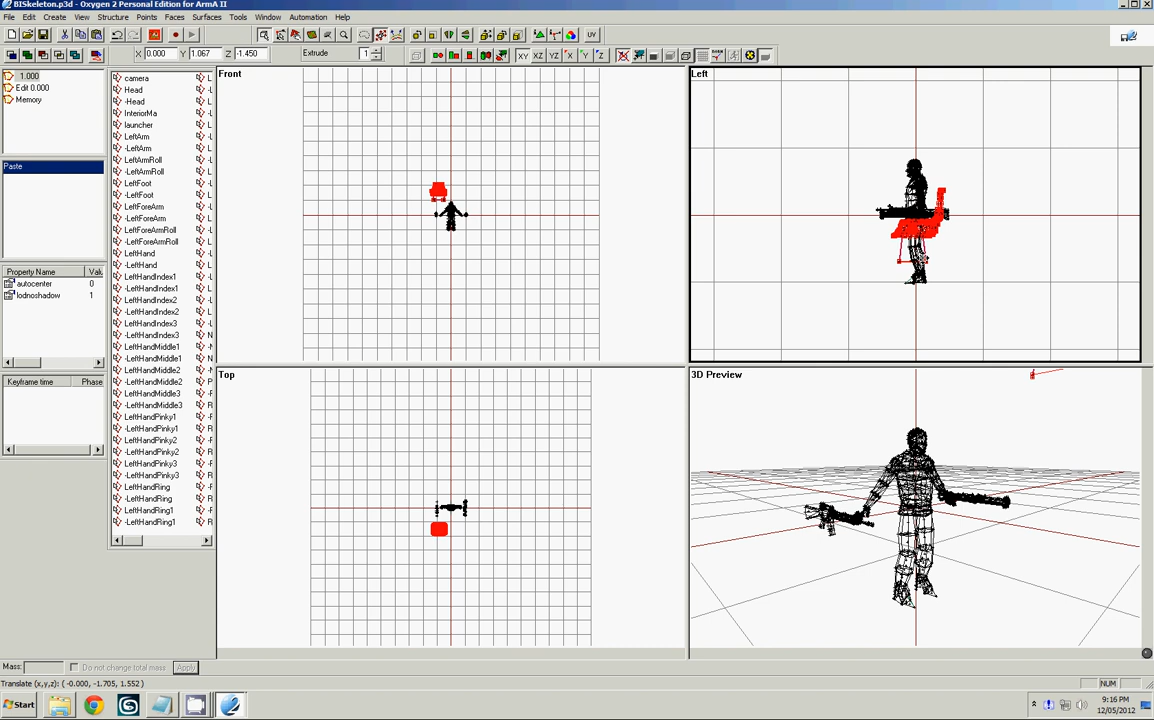 BISkeleton.p3d - Oxygen 2 Personal Edition for ArmA II
File Edit Create View Structure Points Faces Surfaces Tools Window Automation Help
UV
X 0.000 Y 1.067 Z -1.450 Extrude 1 XY XZ YZ X Y Z
1.000
Edit 0.000
Memory
Paste
Property Name Valu
autocenter 0
lodnoshadow 1
Keyframe time Phase
camera L
Head -L
-Head L
InteriorMa -L
launcher L
LeftArm
-LeftArm
LeftArmRoll
-LeftArmRoll
LeftFoot
-LeftFoot
LeftForeArm
-LeftForeArm
LeftForeArmRoll
-LeftForeArmRoll
LeftHand
-LeftHand
LeftHandIndex1
-LeftHandIndex1
LeftHandIndex2
-LeftHandIndex2
LeftHandIndex3
-LeftHandIndex3
LeftHandMiddle1
-LeftHandMiddle1
LeftHandMiddle2
-LeftHandMiddle2
LeftHandMiddle3
-LeftHandMiddle3
LeftHandPinky1
-LeftHandPinky1
LeftHandPinky2
-LeftHandPinky2
LeftHandPinky3
-LeftHandPinky3
LeftHandRing
-LeftHandRing
LeftHandRing1
-LeftHandRing1
Front
Left
Top
3D Preview
Mass: Do not change total mass Apply
Translate (x,y,z): ( -0.000, -1.705, 1.552) NUM
Start
9:16 PM
12/05/2012